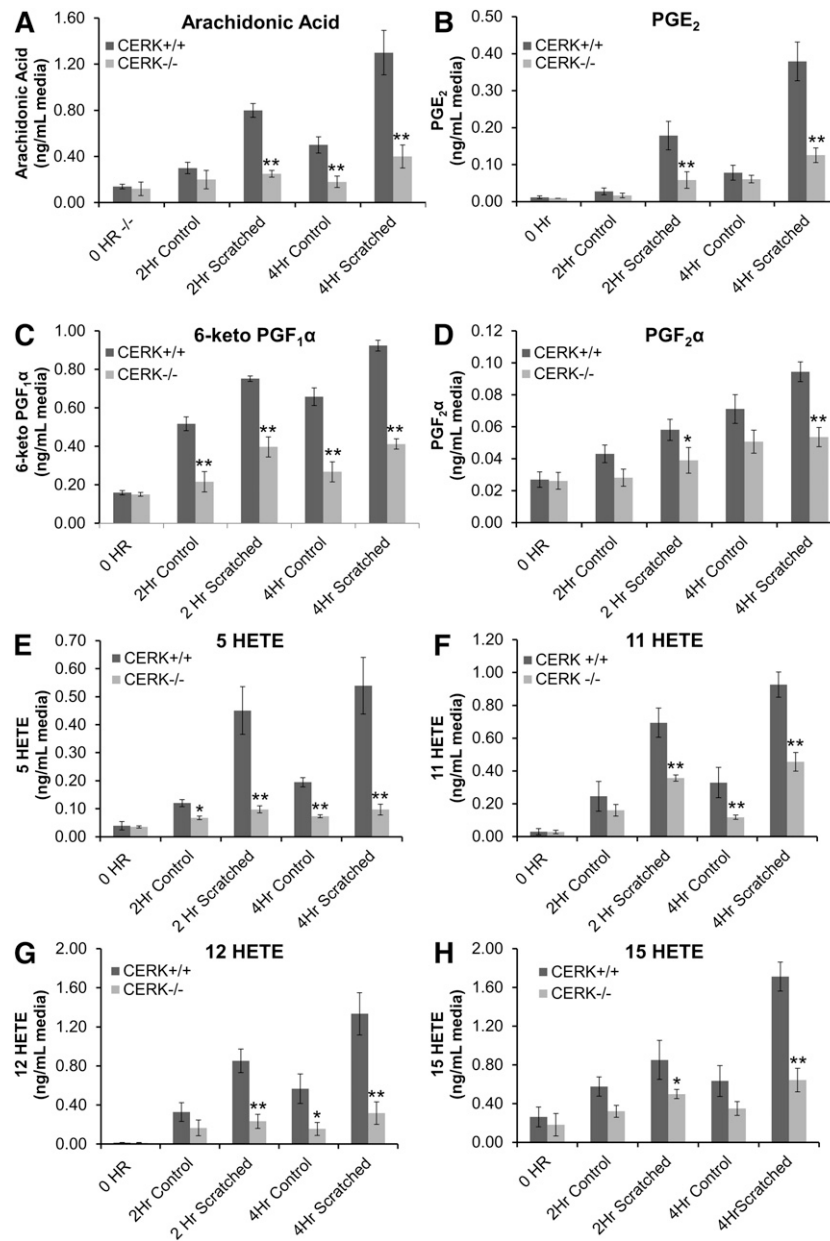 A
Arachidonic Acid
CERK+/+
CERK-/-
Arachidonic Acid
(ng/mL media)
1.60
1.20
0.80
0.40
0.00
**
**
**
0 HR -/-
2Hr Control
2Hr Scratched
4Hr Control
4Hr Scratched
B
PGE2
CERK+/+
CERK-/-
PGE2
(ng/mL media)
0.50
0.40
0.30
0.20
0.10
0.00
**
**
0 Hr
2Hr Control
2Hr Scratched
4Hr Control
4Hr Scratched
C
6-keto PGF1α
CERK+/+
CERK-/-
6-keto PGF1α
(ng/mL media)
1.00
0.80
0.60
0.40
0.20
0.00
**
**
**
**
0 HR
2Hr Control
2 Hr Scratched
4Hr Control
4Hr Scratched
D
PGF2α
CERK+/+
CERK-/-
PGF2α
(ng/mL media)
0.12
0.10
0.08
0.06
0.04
0.02
0.00
*
**
0 HR
2Hr Control
2Hr Scratched
4Hr Control
4Hr Scratched
E
5 HETE
CERK+/+
CERK-/-
5 HETE
(ng/mL media)
0.70
0.60
0.50
0.40
0.30
0.20
0.10
0.00
*
**
**
**
0 HR
2Hr Control
2 Hr Scratched
4Hr Control
4Hr Scratched
F
11 HETE
CERK +/+
CERK -/-
11 HETE
(ng/mL media)
1.20
1.00
0.80
0.60
0.40
0.20
0.00
**
**
**
0 HR
2Hr Control
2Hr Scratched
4Hr Control
4Hr Scratched
G
12 HETE
CERK+/+
CERK-/-
12 HETE
(ng/mL media)
2.00
1.60
1.20
0.80
0.40
0.00
**
*
**
0 HR
2Hr Control
2 Hr Scratched
4Hr Control
4Hr Scratched
H
15 HETE
CERK+/+
CERK-/-
15 HETE
(ng/mL media)
2.00
1.60
1.20
0.80
0.40
0.00
*
**
0 HR
2Hr Control
2Hr Scratched
4Hr Control
4HrScratched